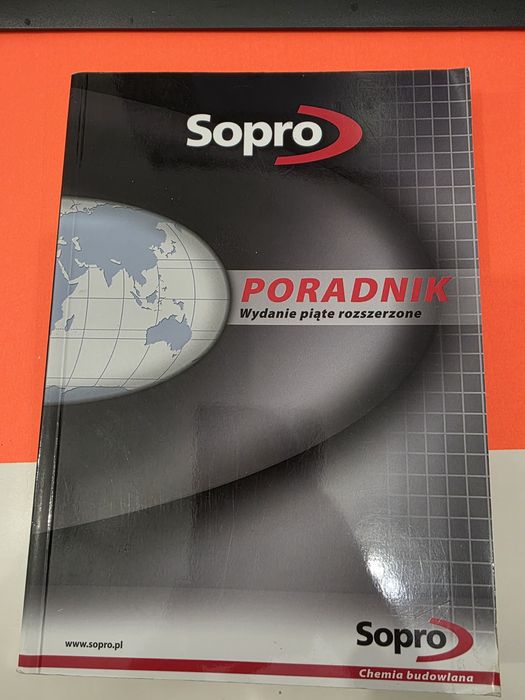 Sopro
PORADNIK
Wydanie piąte rozszerzone
www.sopro.pl
Sopro
Chemia budowlana